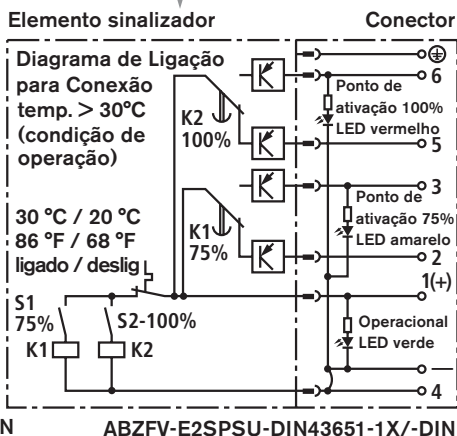 Elemento sinalizador
Conector
Diagrama de Ligação
para Conexão
temp. > 30°C
(condição de
operação)
K2
100%
6
Ponto de
ativação 100%
LED vermelho
5
3
Ponto de
ativação 75%
LED amarelo
2
30 °C / 20 °C
86 °F / 68 °F
ligado / deslig
K1
75%
1(+)
S1
75%
S2-100%
K1
K2
Operacional
LED verde
—
4
N
ABZFV-E2SPSU-DIN43651-1X/-DIN